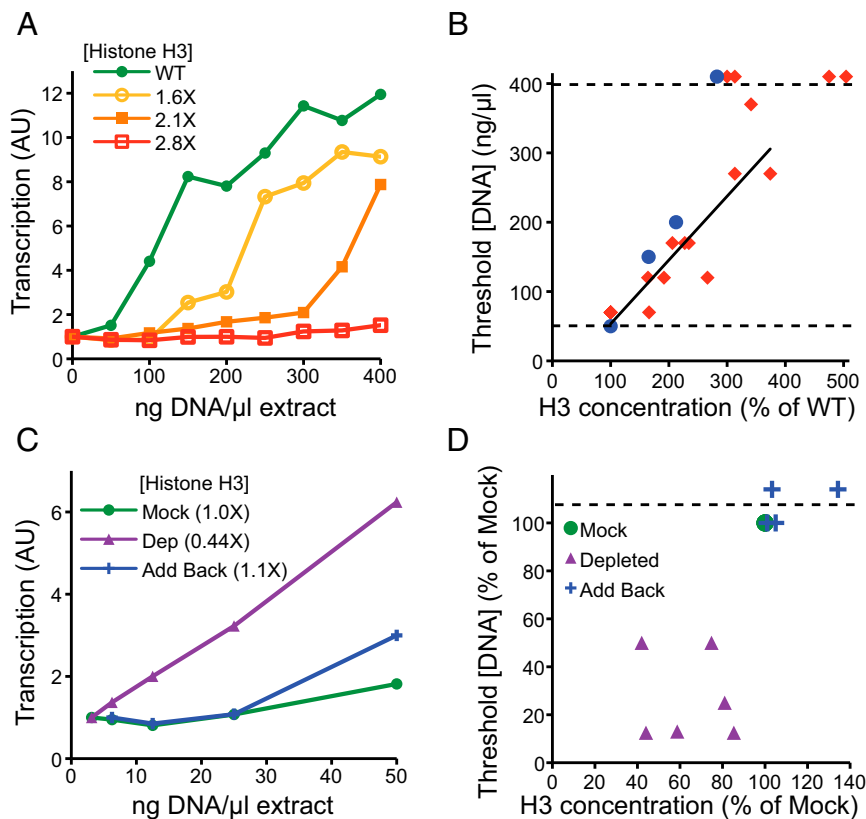 A
[Histone H3]
WT
1.6X
2.1X
2.8X
Transcription (AU)
12
10
8
6
4
2
0
0
100
200
300
400
ng DNA/µl extract
B
Threshold [DNA] (ng/µl)
400
300
200
100
0
0
100
200
300
400
500
H3 concentration (% of WT)
C
[Histone H3]
Mock (1.0X)
Dep (0.44X)
Add Back (1.1X)
Transcription (AU)
6
4
2
0
0
10
20
30
40
50
ng DNA/µl extract
D
Threshold [DNA] (% of Mock)
100
80
60
40
20
0
Mock
Depleted
Add Back
0
20
40
60
80
100
120
140
H3 concentration (% of Mock)